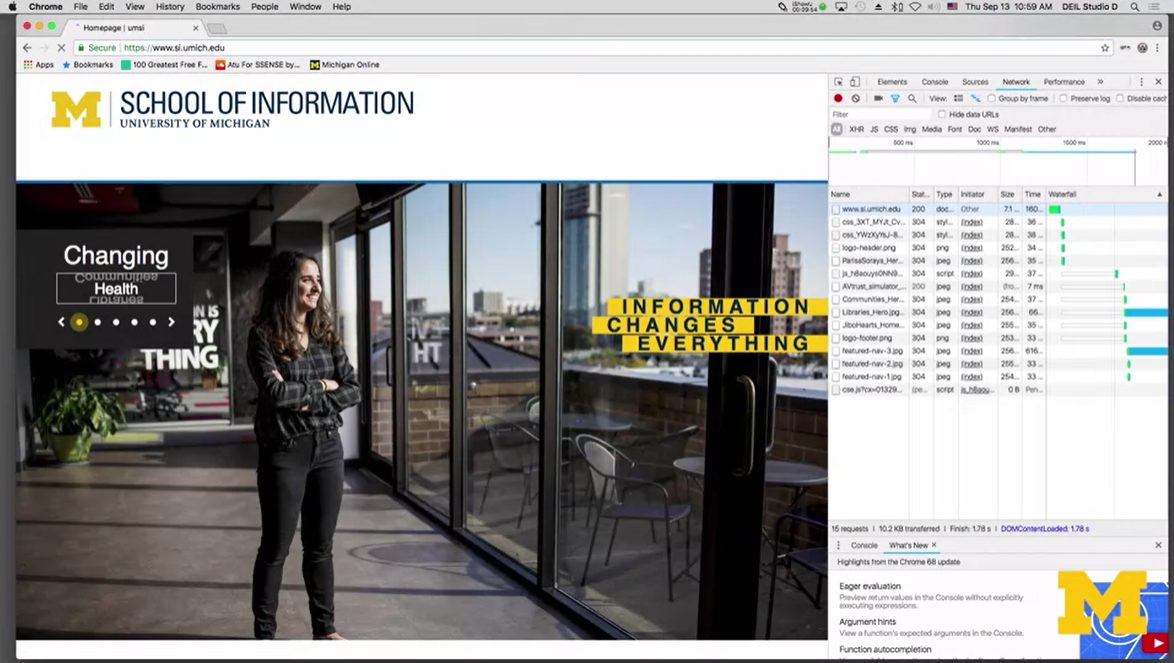 Chrome File Edit View History Bookmarks People Window Help
Thu Sep 13 10:59 AM DEIL Studio D
Homepage | umsi
Secure https://www.si.umich.edu
Apps Bookmarks 100 Greatest Free F... Atu For SSENSE by... Michigan Online
SCHOOL OF INFORMATION
UNIVERSITY OF MICHIGAN
Changing
Communities
Health
Libraries
THING
INFORMATION
CHANGES
EVERYTHING
Elements Console Sources Network Performance
View: Group by frame Preserve log Disable cach
Filter Hide data URLs
All XHR JS CSS Img Media Font Doc WS Manifest Other
500 ms 1000 ms 1500 ms 2000 n
Name Stat... Type Initiator Size Time Waterfall
www.si.umich.edu 200 doc... Other 7.1 ... 160...
304 styl... (index) 28... 36 ...
304 styl... (index) 28... 38 ...
logo-header.png 304 png (index) 252... 34 ...
ParisaSoraya_Her... 304 jpeg (index) 256... 35 ...
304 script (index) 29... 37 ...
AVtrust_simulator_... 200 jpeg (index) 7 ms
Communities_Her... 304 jpeg (index) 254... 37 ...
Libraries_Hero.jpg 304 jpeg (index) 256... 66...
JiboHearts_Home... 304 jpeg (index) 255... 35 ...
logo-footer.png 304 png (index) 253... 33 ...
featured-nav-3.jpg 304 jpeg (index) 256... 616...
featured-nav-2.jpg 304 jpeg (index) 255... 33 ...
featured-nav-1.jpg 304 jpeg (index) 254... 33 ...
cse.js?cx=01329... script 0 B Pen...
15 requests | 10.2 KB transferred | Finish: 1.78 s | DOMContentLoaded: 1.78 s
Console What's New
Highlights from the Chrome 68 update
Eager evaluation
Preview return values in the Console without explicitly
executing expressions.
Argument hints
View a function's expected arguments in the Console.
Function autocompletion